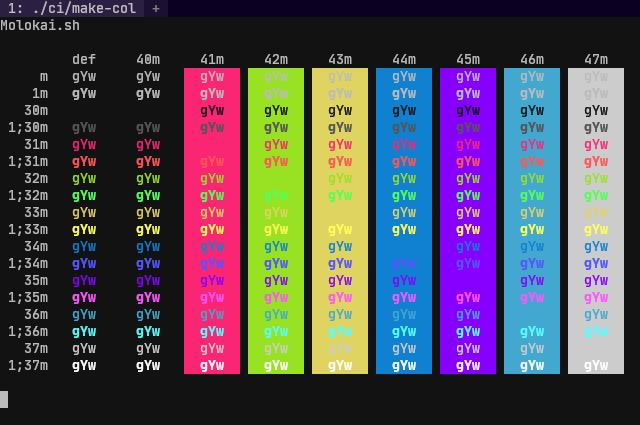 1: ./ci/make-col +
Molokai.sh
def 40m 41m 42m 43m 44m 45m 46m 47m
m gYw gYw gYw gYw gYw gYw gYw gYw gYw
1m gYw gYw gYw gYw gYw gYw gYw gYw gYw
30m gYw gYw gYw gYw gYw gYw gYw
1;30m gYw gYw gYw gYw gYw gYw gYw gYw gYw
31m gYw gYw gYw gYw gYw gYw gYw gYw
1;31m gYw gYw gYw gYw gYw gYw gYw gYw gYw
32m gYw gYw gYw gYw gYw gYw gYw gYw
1;32m gYw gYw gYw gYw gYw gYw gYw gYw gYw
33m gYw gYw gYw gYw gYw gYw gYw gYw
1;33m gYw gYw gYw gYw gYw gYw gYw gYw gYw
34m gYw gYw gYw gYw gYw gYw gYw gYw
1;34m gYw gYw gYw gYw gYw gYw gYw gYw gYw
35m gYw gYw gYw gYw gYw gYw gYw gYw
1;35m gYw gYw gYw gYw gYw gYw gYw gYw gYw
36m gYw gYw gYw gYw gYw gYw gYw gYw
1;36m gYw gYw gYw gYw gYw gYw gYw gYw gYw
37m gYw gYw gYw gYw gYw gYw gYw gYw
1;37m gYw gYw gYw gYw gYw gYw gYw gYw gYw